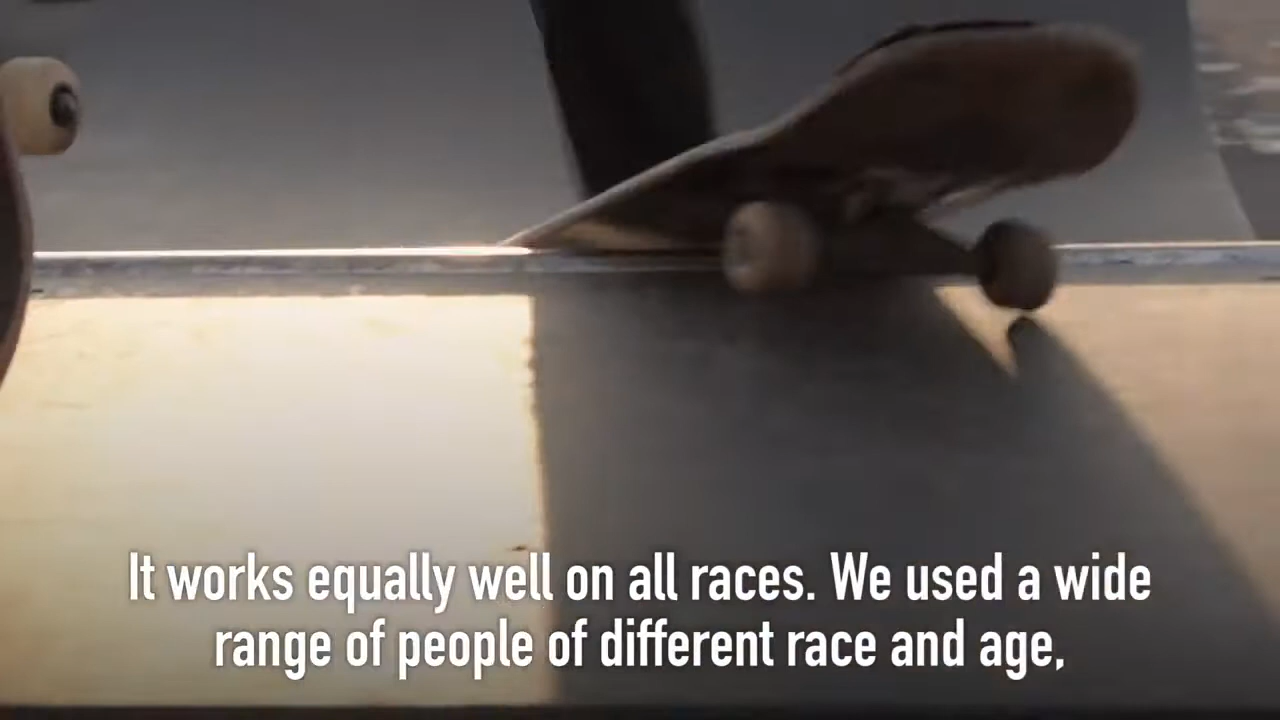 It works equally well on all races. We used a wide
range of people of different race and age,